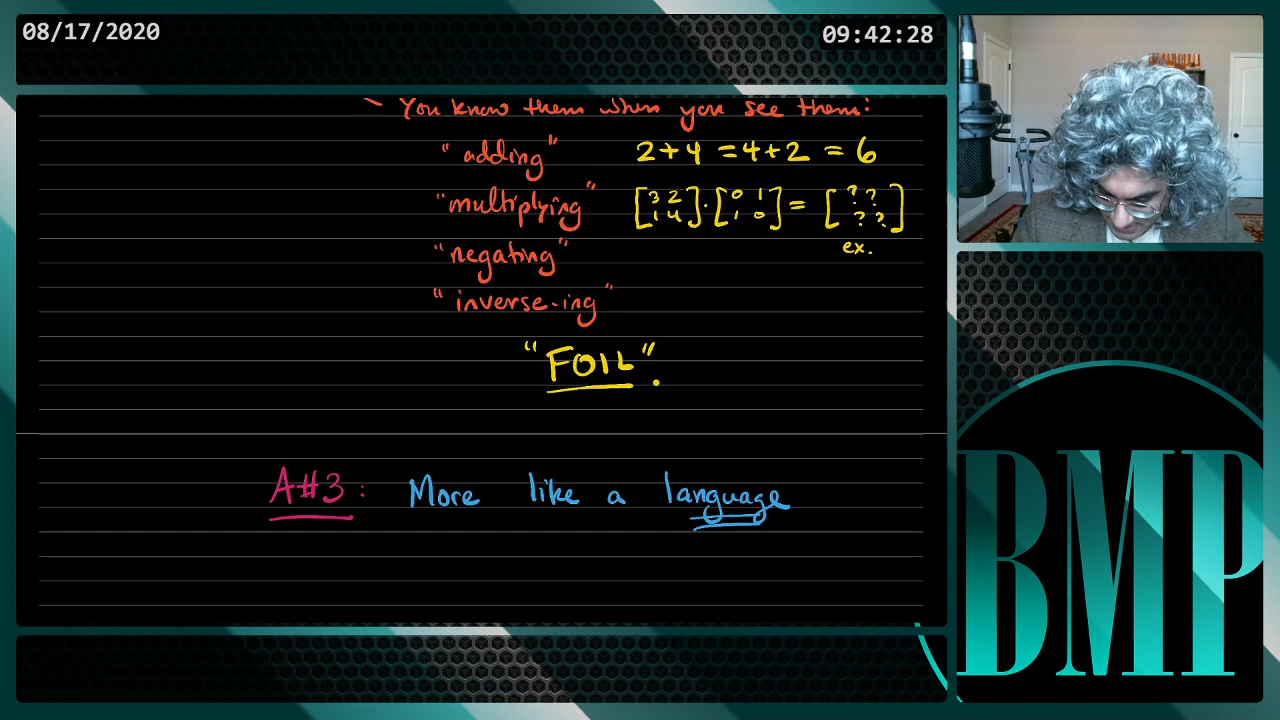 08/17/2020
09:42:28
You know them when you see them:
"adding" 2+4 = 4+2 = 6
"multiplying" [3 2 1 4] · [0 1 1 0] = [? ? ? ?]
ex.
"negating"
"inverse-ing"
"FOIL".
A#3: More like a language
BMP